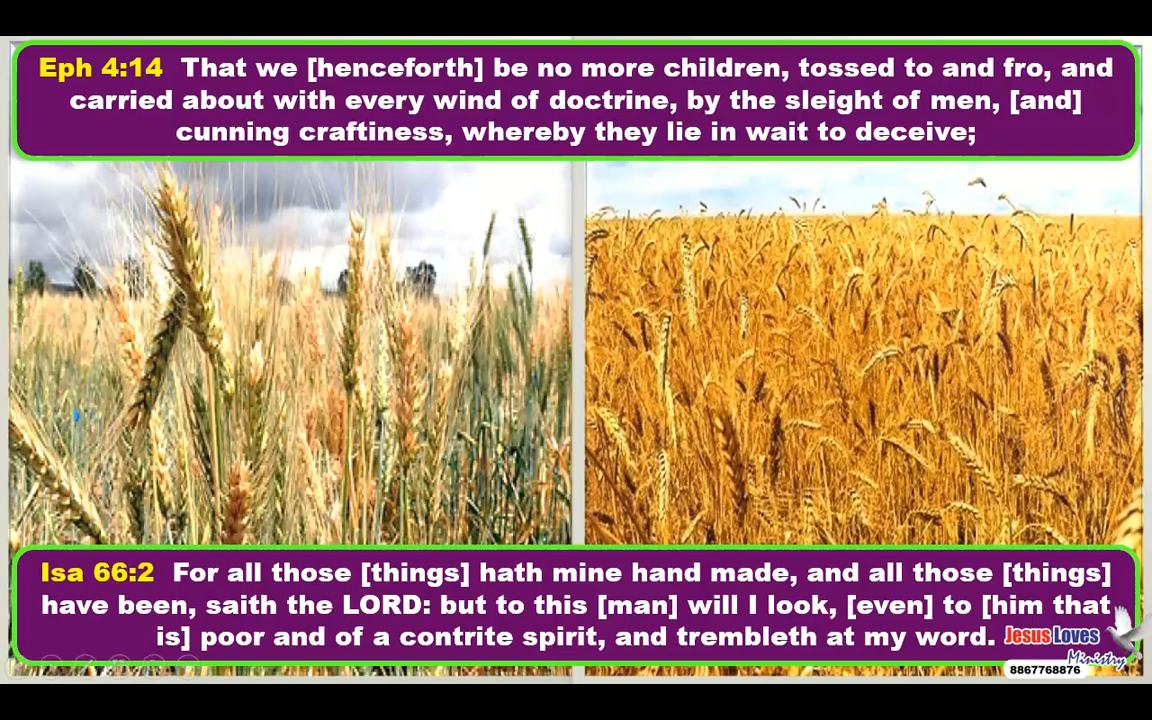 Eph 4:14 That we [henceforth] be no more children, tossed to and fro, and
carried about with every wind of doctrine, by the sleight of men, [and]
cunning craftiness, whereby they lie in wait to deceive;
Isa 66:2 For all those [things] hath mine hand made, and all those [things]
have been, saith the LORD: but to this [man] will I look, [even] to [him that
is] poor and of a contrite spirit, and trembleth at my word.
Jesus Loves
Ministry
8867768876